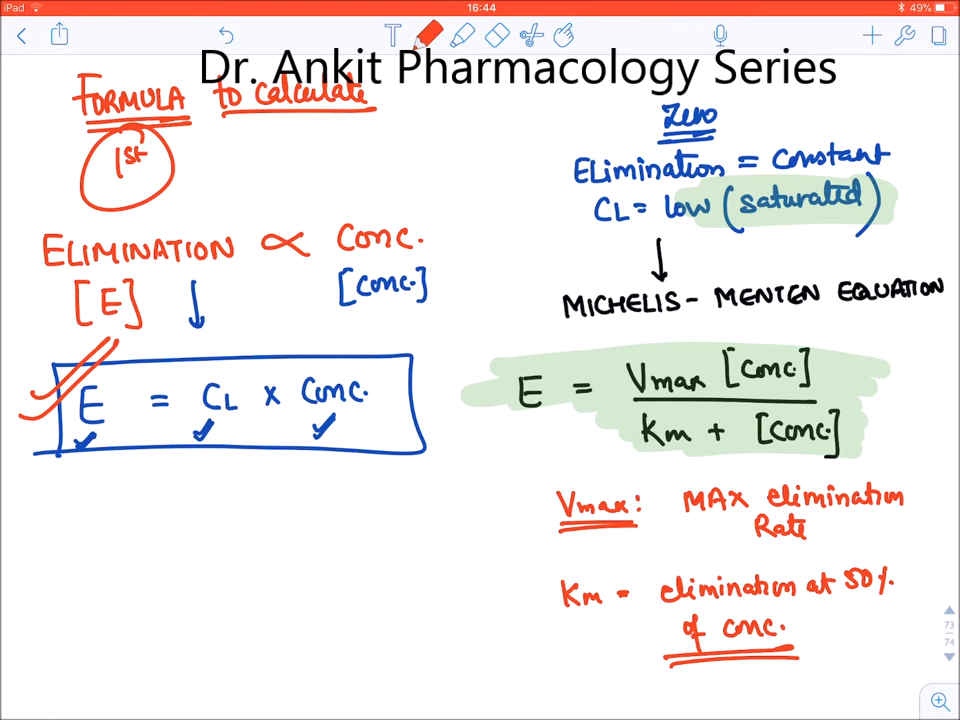 iPad 16:44 49%
T
Dr. Ankit Pharmacology Series
FORMULA to calculate
1st
ELIMINATION ∝ Conc.
[E] ↓ [Conc.]
E = CL x Conc.
Zero
Elimination = Constant
CL = low (saturated)
↓
MICHELIS - MENTEN EQUATION
E = Vmax [Conc.]
Km + [Conc.]
Vmax: MAX elimination
Rate
Km = elimination at 50%
of conc.
73
74